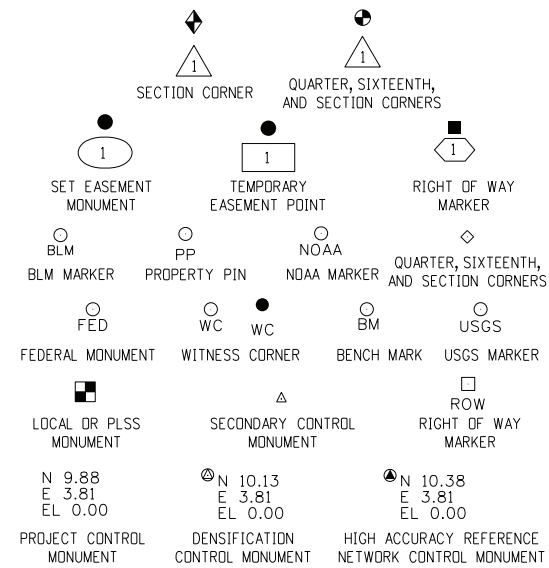 1
1
SECTION CORNER
QUARTER, SIXTEENTH,
AND SECTION CORNERS
1
1
1
SET EASEMENT
MONUMENT
TEMPORARY
EASEMENT POINT
RIGHT OF WAY
MARKER
BLM
BLM MARKER
PP
PROPERTY PIN
NOAA
NOAA MARKER
QUARTER, SIXTEENTH,
AND SECTION CORNERS
FED
FEDERAL MONUMENT
WC
WC
WITNESS CORNER
BM
BENCH MARK
USGS
USGS MARKER
LOCAL OR PLSS
MONUMENT
SECONDARY CONTROL
MONUMENT
ROW
RIGHT OF WAY
MARKER
N 9.88
E 3.81
EL 0.00
PROJECT CONTROL
MONUMENT
N 10.13
E 3.81
EL 0.00
DENSIFICATION
CONTROL MONUMENT
N 10.38
E 3.81
EL 0.00
HIGH ACCURACY REFERENCE
NETWORK CONTROL MONUMENT